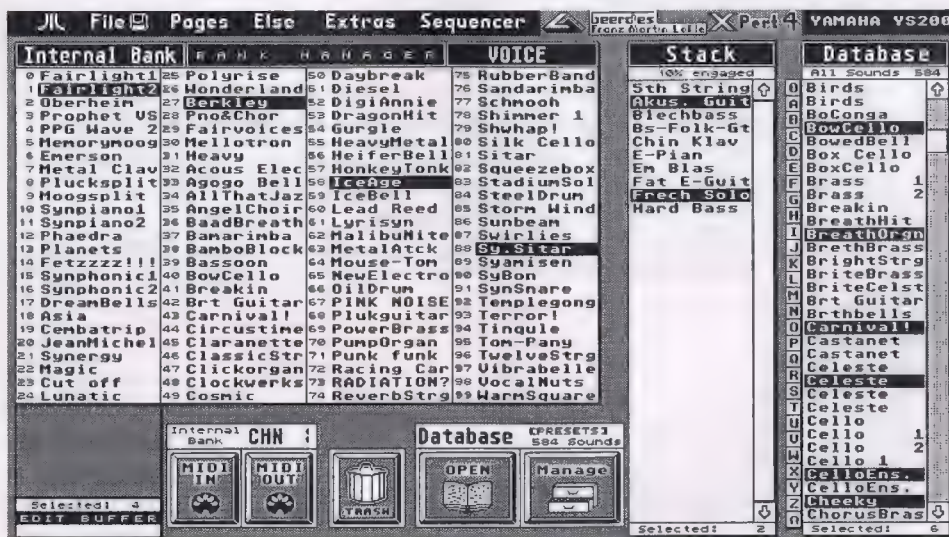 File Pages Else Extras Sequencer beerdles Franz Martin Lolle XPert 4 YAMAHA YS200
Internal Bank BANK MANAGER VOICE
0 Fairlight1 25 Polyrise 50 Daybreak 75 RubberBand
1 Fairlight2 26 Wonderland 51 Diesel 76 Sandarimba
2 Oberheim 27 Berkley 52 DigiAnnie 77 Schmooh
3 Prophet VS 28 Pno&Chor 53 DragonHit 78 Shimmer 1
4 PPG Wave 2 29 Fairvoices 54 Gurgle 79 Shwhap!
5 Memorymoog 30 Mellotron 55 HeavyMetal 80 Silk Cello
6 Emerson 31 Heavy 56 HeiferBell 81 Sitar
7 Metal Clav 32 Acous Elec 57 HonkeyTonk 82 Squeezebox
8 Plucksplit 33 Agogo Bell 58 IceAge 83 StadiumSol
9 Moogsplit 34 AllThatJaz 59 IceBell 84 SteelDrum
10 Synpiano1 35 AngelChoir 60 Lead Reed 85 Storm Wind
11 Synpiano2 36 BaadBreath 61 Lyrisyn 86 Sunbeam
12 Phaedra 37 Bamarimba 62 MalibuNite 87 Swirlies
13 Planets 38 BamboBlock 63 MetalAtck 88 Sy.Sitar
14 Fetzzzz!!! 39 Bassoon 64 Mouse-Tom 89 Syamisen
15 Synphonic1 40 BowCello 65 NewElectro 90 SyBon
16 Synphonic2 41 Breakin 66 OilDrum 91 SynSnare
17 DreamBells 42 Brt Guitar 67 PINK NOISE 92 Templegong
18 Asia 43 Carnival! 68 Plukguitar 93 Terror!
19 Cembatrip 44 Circustime 69 PowerBrass 94 Tinqule
20 JeanMichel 45 Claranette 70 PumpOrgan 95 Tom-Pany
21 Synergy 46 ClassicStr 71 Punk funk 96 TwelveStrg
22 Magic 47 Clickorgan 72 Racing Car 97 Vibrabelle
23 Cut off 48 Clockwerks 73 RADIATION? 98 VocalNuts
24 Lunatic 49 Cosmic 74 ReverbStrg 99 WarmSquare
Stack
10% engaged
5th String
Akus. Guit
Blechbass
Bs-Folk-Gt
Chin Klav
E-Pian
Em Blas
Fat E-Guit
Frech Solo
Hard Bass
Selected: 2
0
A
B
C
D
E
F
G
H
I
J
K
L
M
N
O
P
Q
R
S
T
U
V
W
X
Y
Z
Database
All Sounds 584
Birds
Birds
BoConga
BowCello
BowedBell
Box Cello
BoxCello
Brass 1
Brass 2
Breakin
BreathHit
BreathOrgn
BrethBrass
BrightStrg
BriteBrass
BriteCelst
Brt Guitar
Brthbells
Carnival!
Castanet
Castanet
Celeste
Celeste
Celeste
Celeste
Cello
Cello 1
Cello 2
Cello 1
CelloEns.
CelloEns.
Cheeky
ChorusBras
Selected: 6
Internal Bank CHN 1
MIDI IN
MIDI OUT
TRASH
Database [PRESETS] 584 Sounds
OPEN
Manage
Selected: 4
EDIT BUFFER